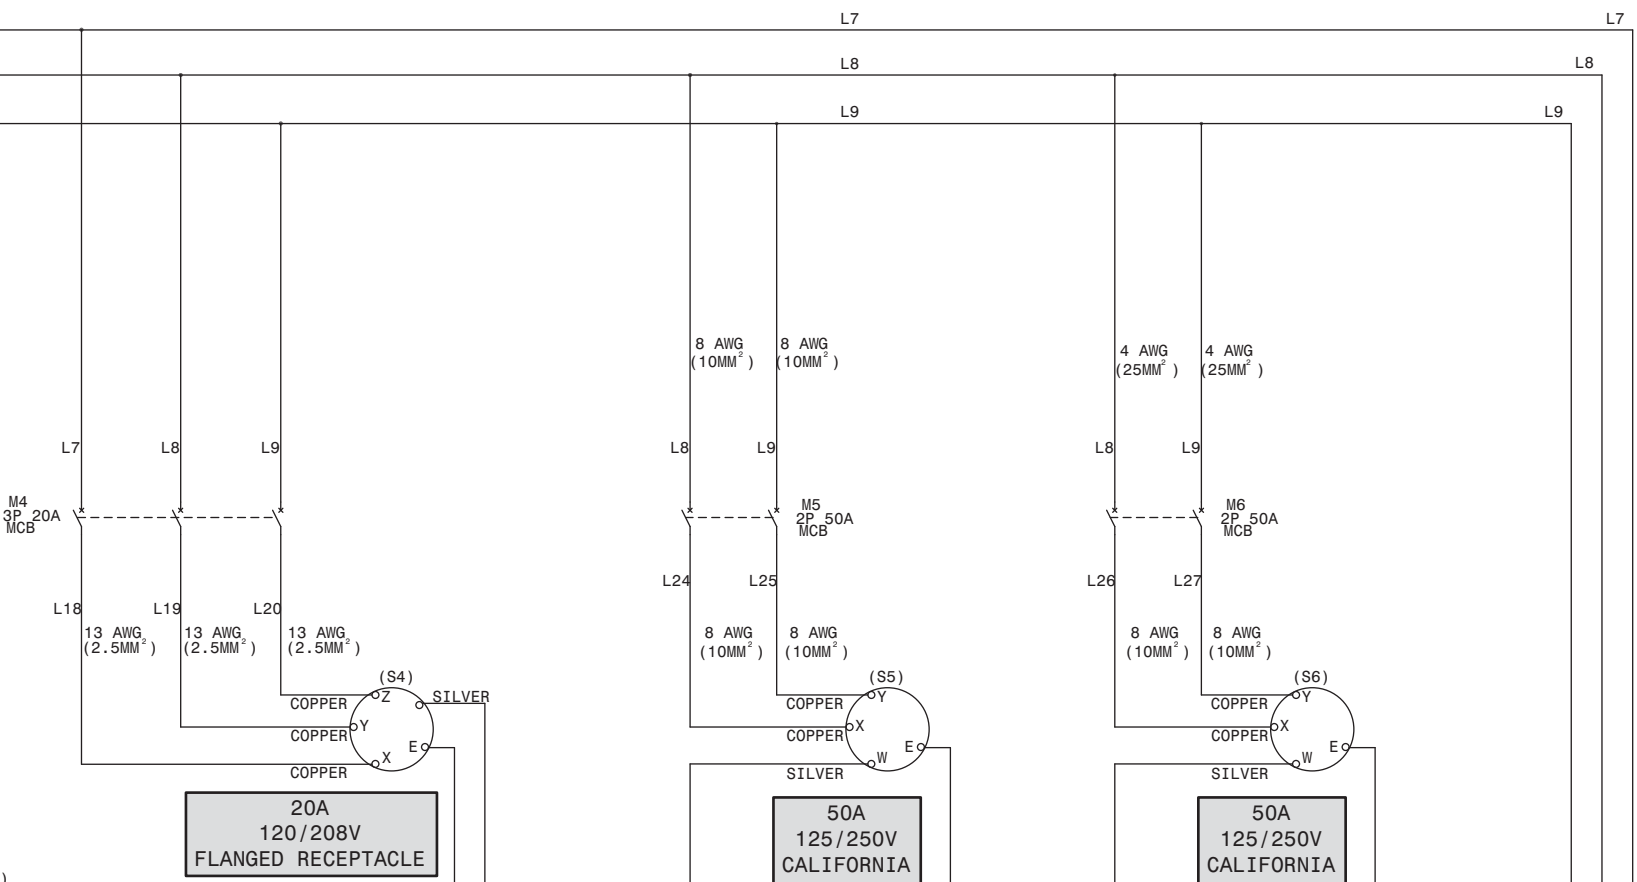 L7
L7
L8
L8
L9
L9
8 AWG
(10MM²)
8 AWG
(10MM²)
4 AWG
(25MM²)
4 AWG
(25MM²)
L7
L8
L9
L8
L9
L8
L9
M4
3P 20A
MCB
M5
2P 50A
MCB
M6
2P 50A
MCB
L24
L25
L26
L27
L18
L19
L20
13 AWG
(2.5MM²)
13 AWG
(2.5MM²)
13 AWG
(2.5MM²)
8 AWG
(10MM²)
8 AWG
(10MM²)
8 AWG
(10MM²)
8 AWG
(10MM²)
(S4)
COPPER
Z
SILVER
COPPER
Y
E
COPPER
X
(S5)
COPPER
Y
COPPER
X
E
SILVER
W
(S6)
COPPER
Y
COPPER
X
E
SILVER
W
20A
120/208V
FLANGED RECEPTACLE
50A
125/250V
CALIFORNIA
50A
125/250V
CALIFORNIA
)